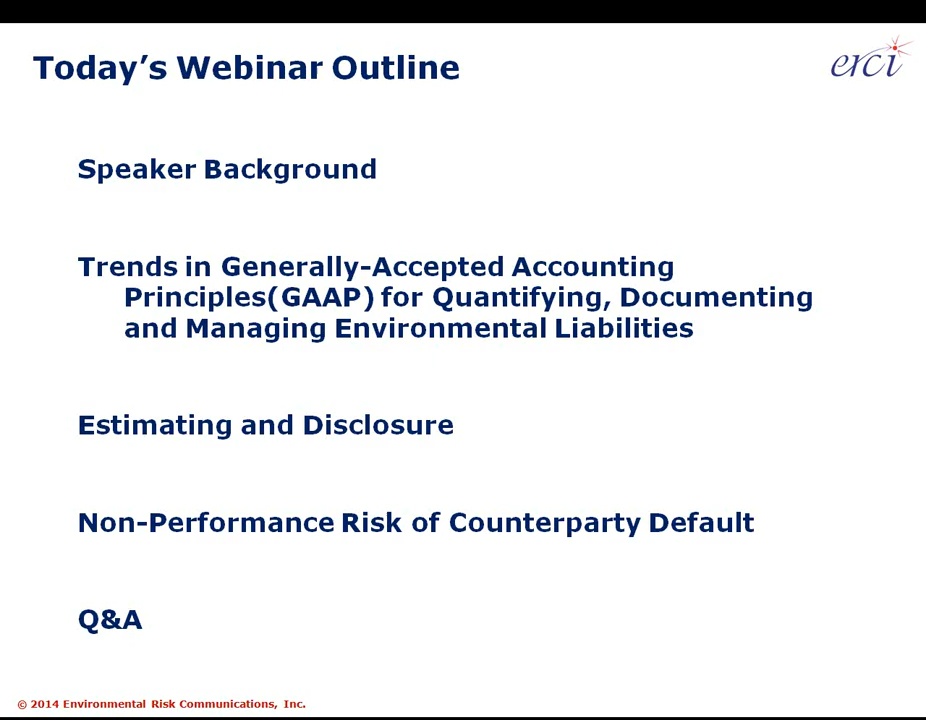 Today's Webinar Outline
erci
Speaker Background
Trends in Generally-Accepted Accounting
Principles(GAAP) for Quantifying, Documenting
and Managing Environmental Liabilities
Estimating and Disclosure
Non-Performance Risk of Counterparty Default
Q&A
© 2014 Environmental Risk Communications, Inc.